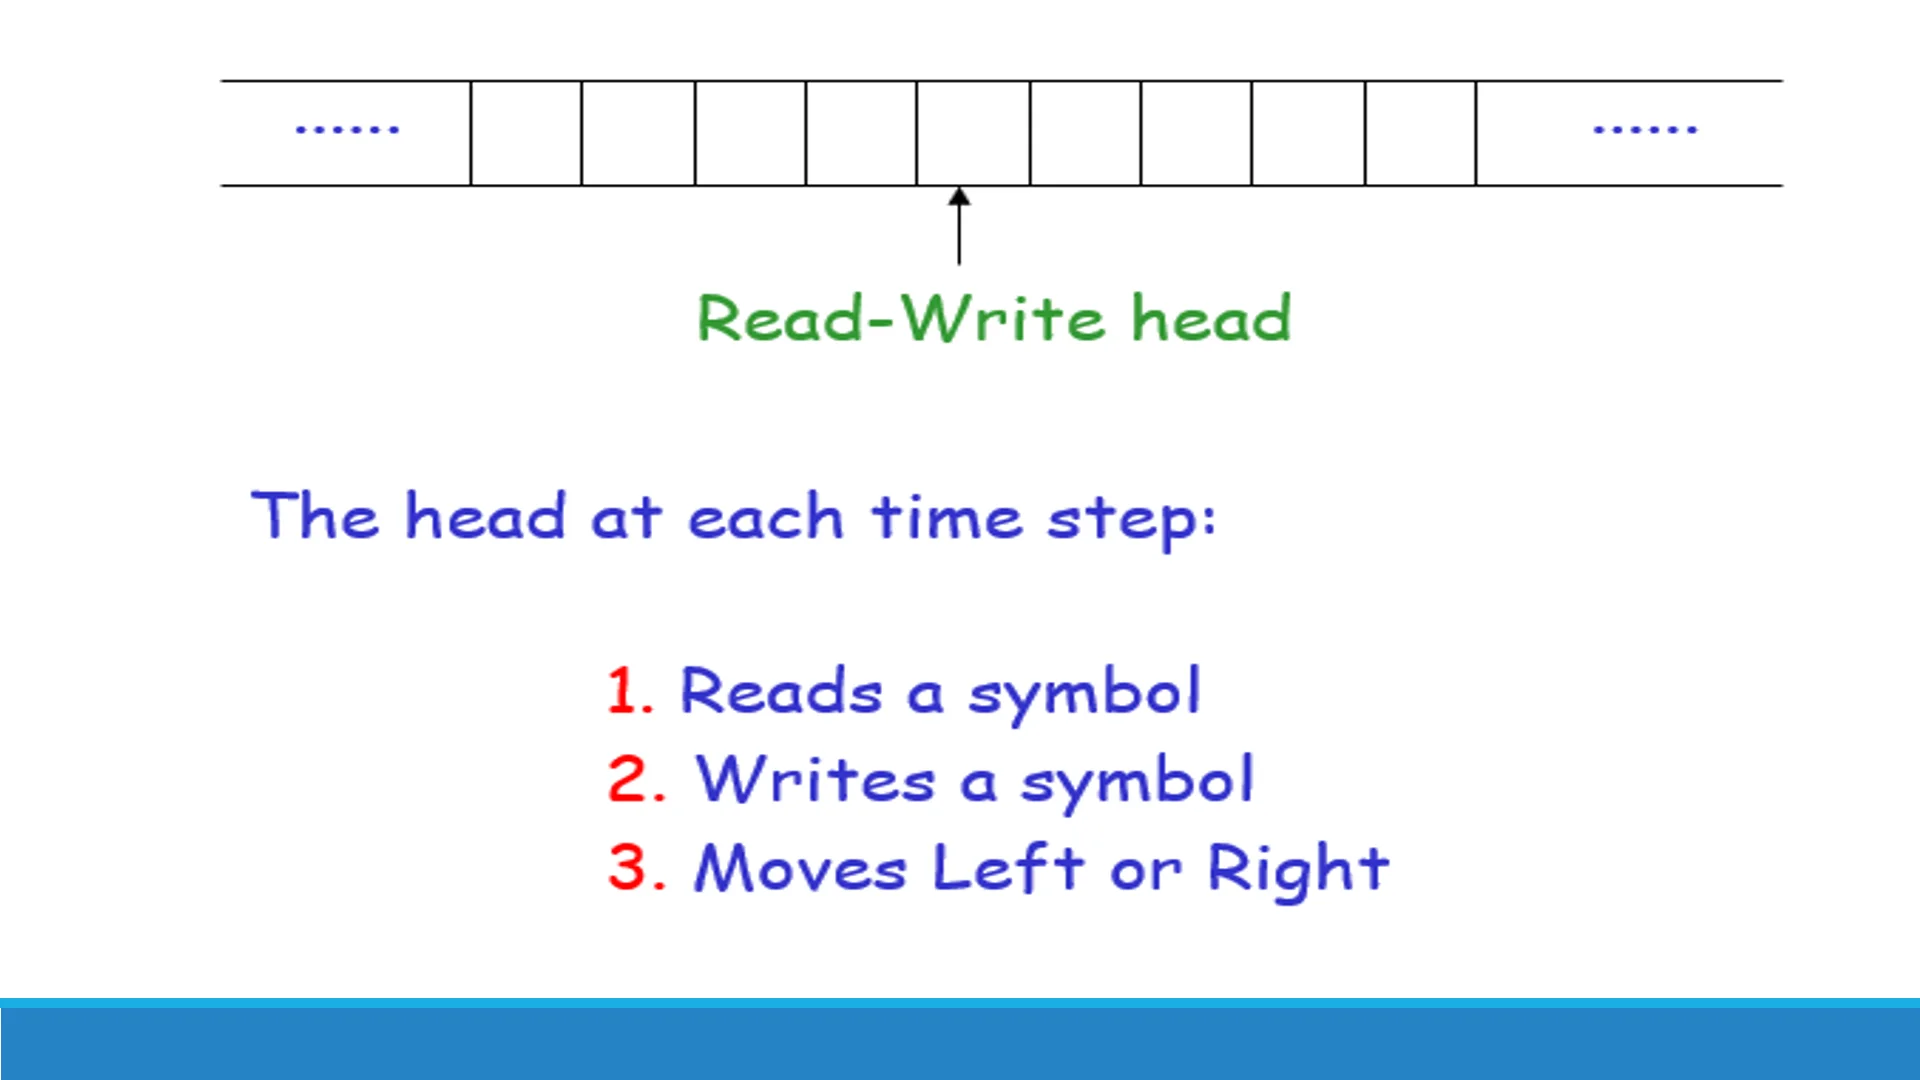 ...... ......
Read-Write head
The head at each time step:
1. Reads a symbol
2. Writes a symbol
3. Moves Left or Right